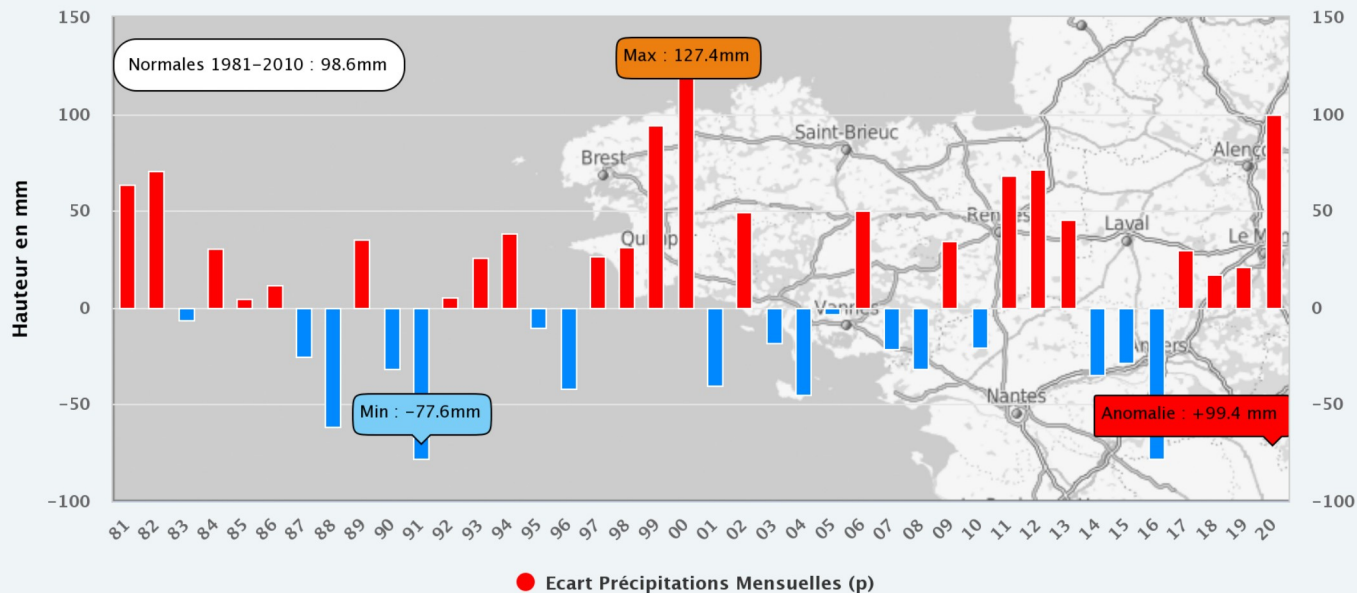 150
150
Normales 1981-2010 : 98.6mm
Max : 127.4mm
100
100
Saint-Brieuc
Brest
Alenç
50
50
Rennes
Laval
Hauteur en mm
0
0
Vannes
Angers
Min : -77.6mm
Nantes
-50
-50
Anomalie : +99.4 mm
-100
-100
81 82 83 84 85 86 87 88 89 90 91 92 93 94 95 96 97 98 99 00 01 02 03 04 05 06 07 08 09 10 11 12 13 14 15 16 17 18 19 20
Ecart Précipitations Mensuelles (p)